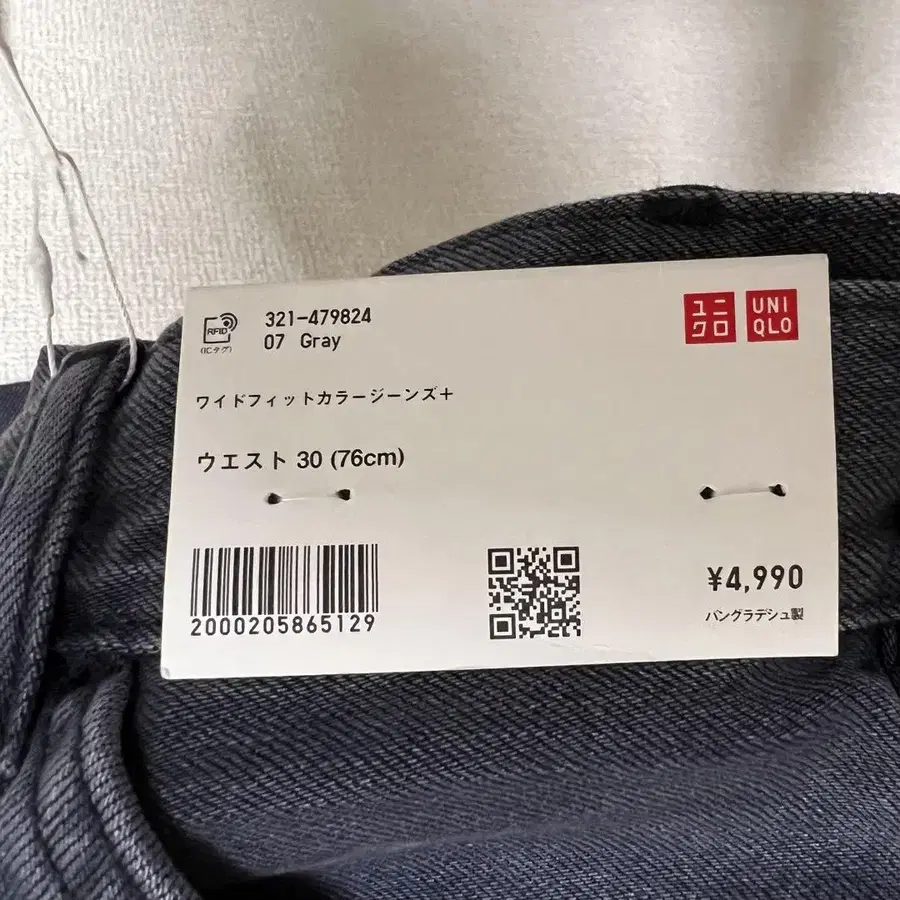 RFID
(ICタグ)
321-479824
07 Gray
ユニ
クロ
UNI
QLO
ワイドフィットカラージーンズ+
ウエスト 30 (76cm)
2000205865129
¥4,990
バングラデシュ製